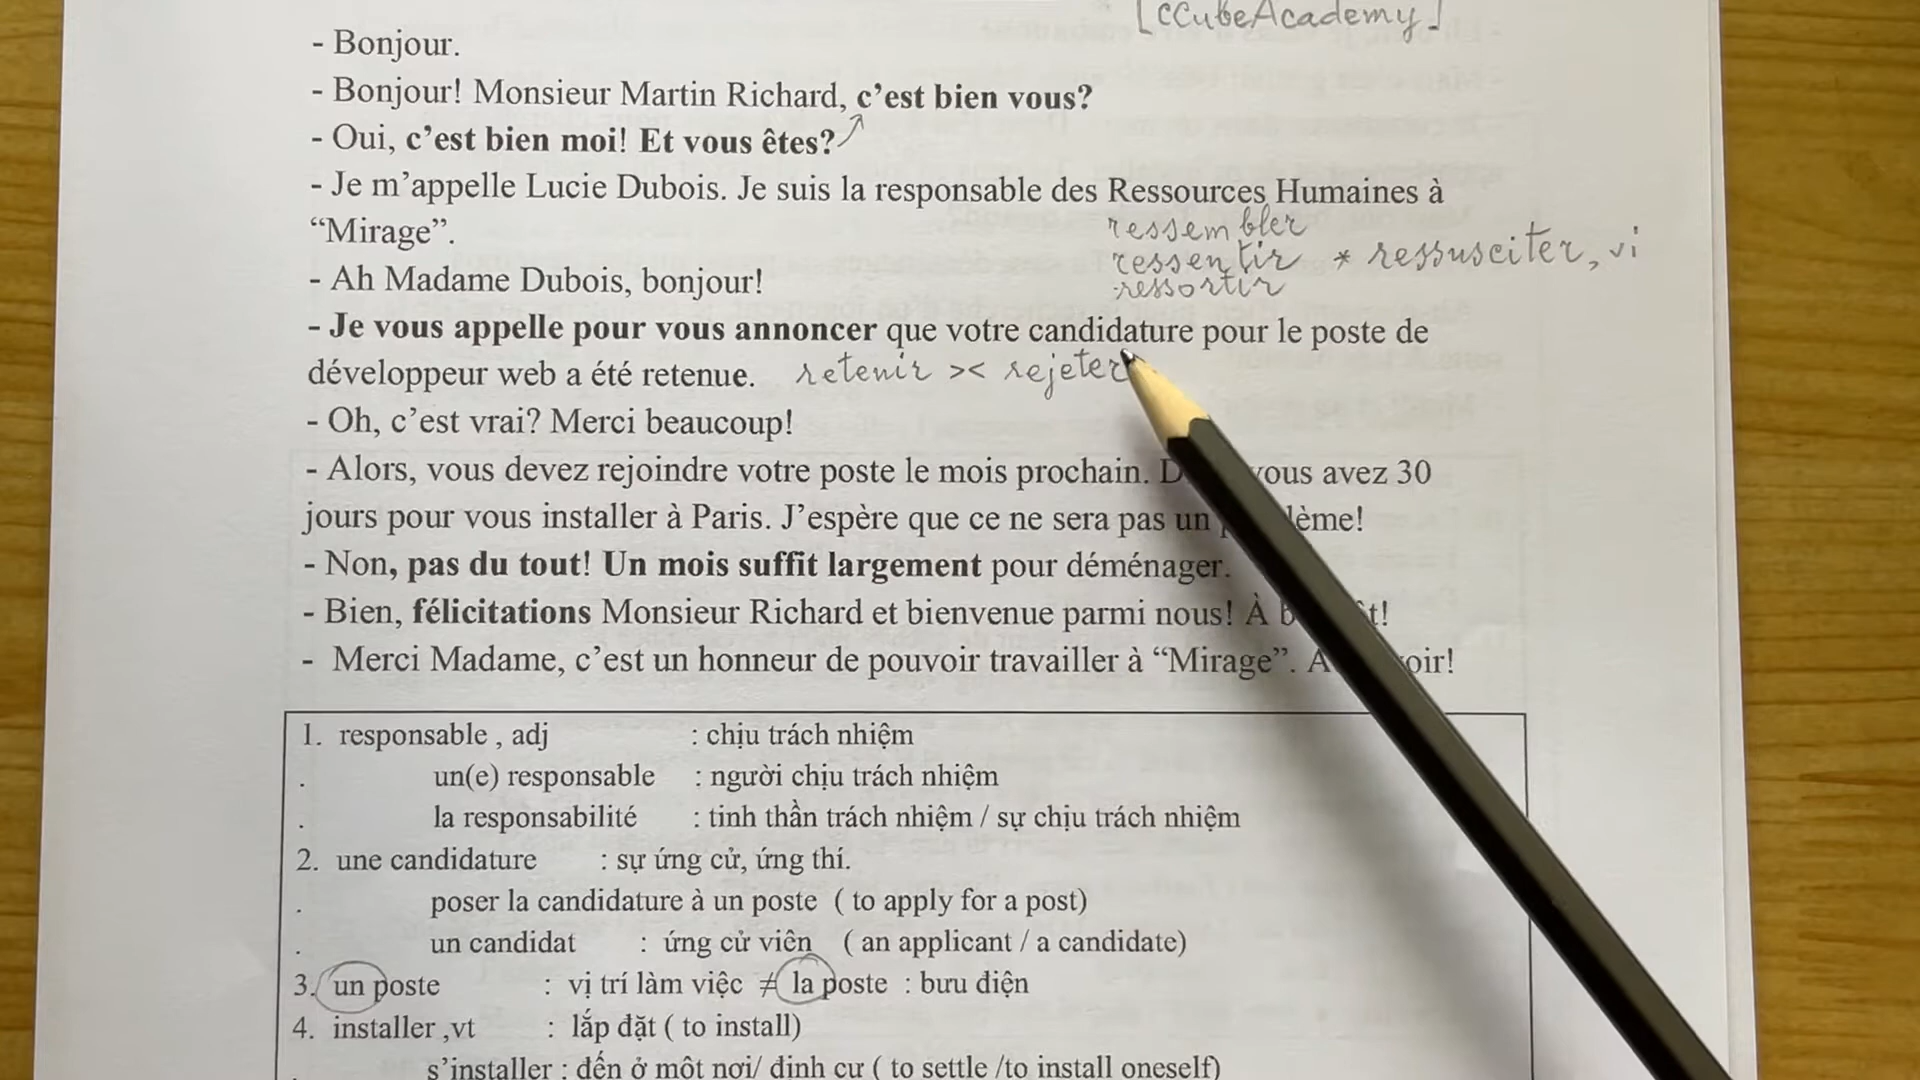 [cCubeAcademy]
- Bonjour.
- Bonjour! Monsieur Martin Richard, c’est bien vous?
- Oui, c’est bien moi! Et vous êtes?
- Je m’appelle Lucie Dubois. Je suis la responsable des Ressources Humaines à
“Mirage”.
ressembler
ressentir * ressusciter, vi
ressortir
- Ah Madame Dubois, bonjour!
- Je vous appelle pour vous annoncer que votre candidature pour le poste de
développeur web a été retenue. retenir >< rejeter
- Oh, c’est vrai? Merci beaucoup!
- Alors, vous devez rejoindre votre poste le mois prochain. vous avez 30
jours pour vous installer à Paris. J’espère que ce ne sera pas un
- Non, pas du tout! Un mois suffit largement pour déménager.
- Bien, félicitations Monsieur Richard et bienvenue parmi nous! À
- Merci Madame, c’est un honneur de pouvoir travailler à “Mirage”.
1. responsable , adj : chịu trách nhiệm
. un(e) responsable : người chịu trách nhiệm
. la responsabilité : tinh thần trách nhiệm / sự chịu trách nhiệm
2. une candidature : sự ứng cử, ứng thí.
. poser la candidature à un poste ( to apply for a post)
. un candidat : ứng cử viên ( an applicant / a candidate)
3. un poste : vị trí làm việc ≠ la poste : bưu điện
4. installer ,vt : lắp đặt ( to install)
. s’installer : đến ở một nơi/ định cư ( to settle /to install oneself)